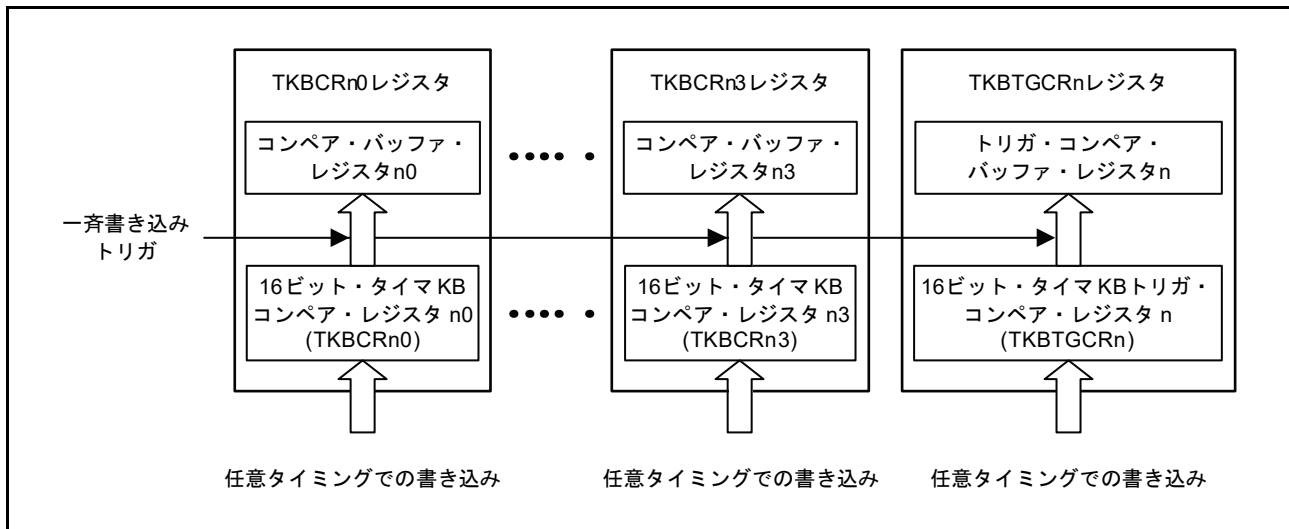 TKBCRn0レジスタ
コンペア・バッファ・
レジスタn0
16ビット・タイマ KB
コンペア・レジスタ n0
(TKBCRn0)
任意タイミングでの書き込み
一斉書き込み
トリガ
TKBCRn3レジスタ
コンペア・バッファ・
レジスタn3
16ビット・タイマ KB
コンペア・レジスタ n3
(TKBCRn3)
任意タイミングでの書き込み
TKBTGCRnレジスタ
トリガ・コンペア・
バッファ・レジスタn
16ビット・タイマ KBトリガ・
コンペア・レジスタ n
(TKBTGCRn)
任意タイミングでの書き込み